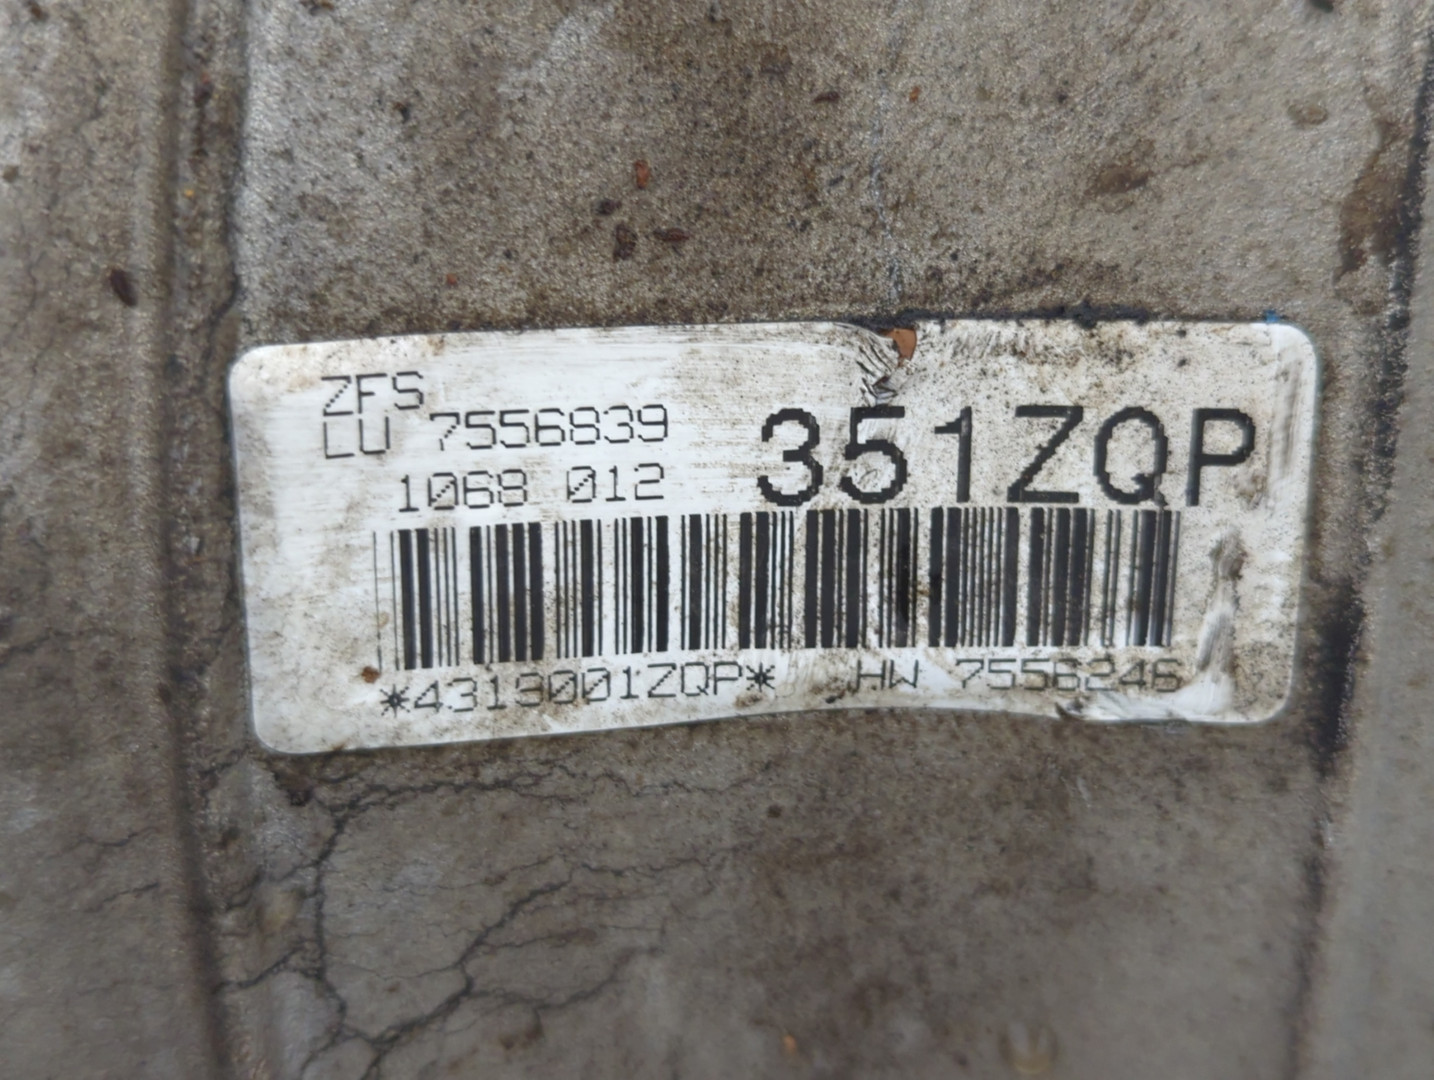 ZFS
LU 7556839
1068 012
351ZQP
*4313001ZQP* HW 7556246